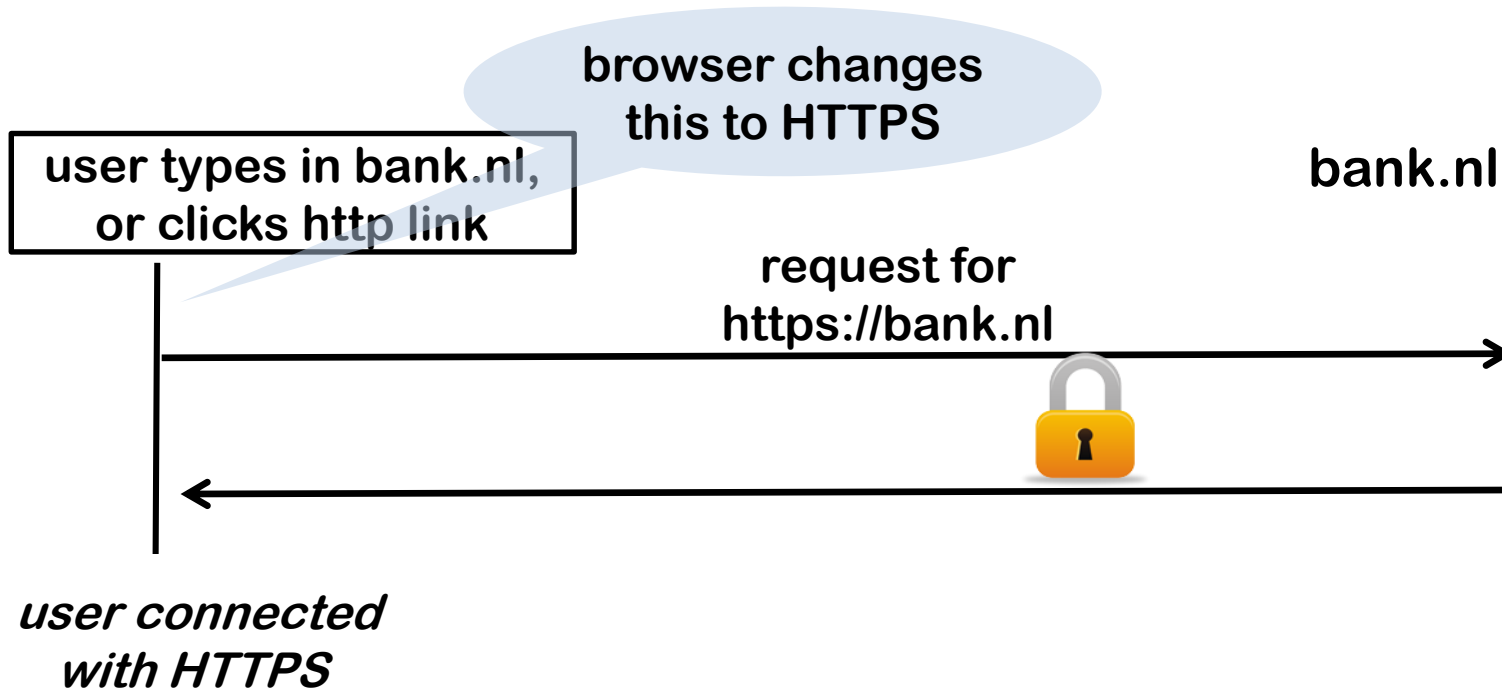 browser changes
this to HTTPS
user types in bank.nl,
or clicks http link
bank.nl
request for
https://bank.nl
user connected
with HTTPS